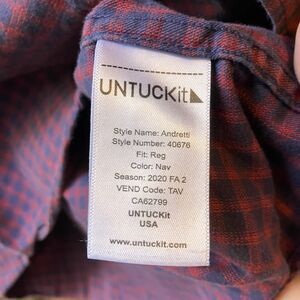 UNTUCKit
Style Name: Andretti
Style Number: 40676
Fit: Reg
Color: Nav
Season: 2020 FA 2
VEND Code: TAV
CA62799
UNTUCKit
USA
www.untuckit.com